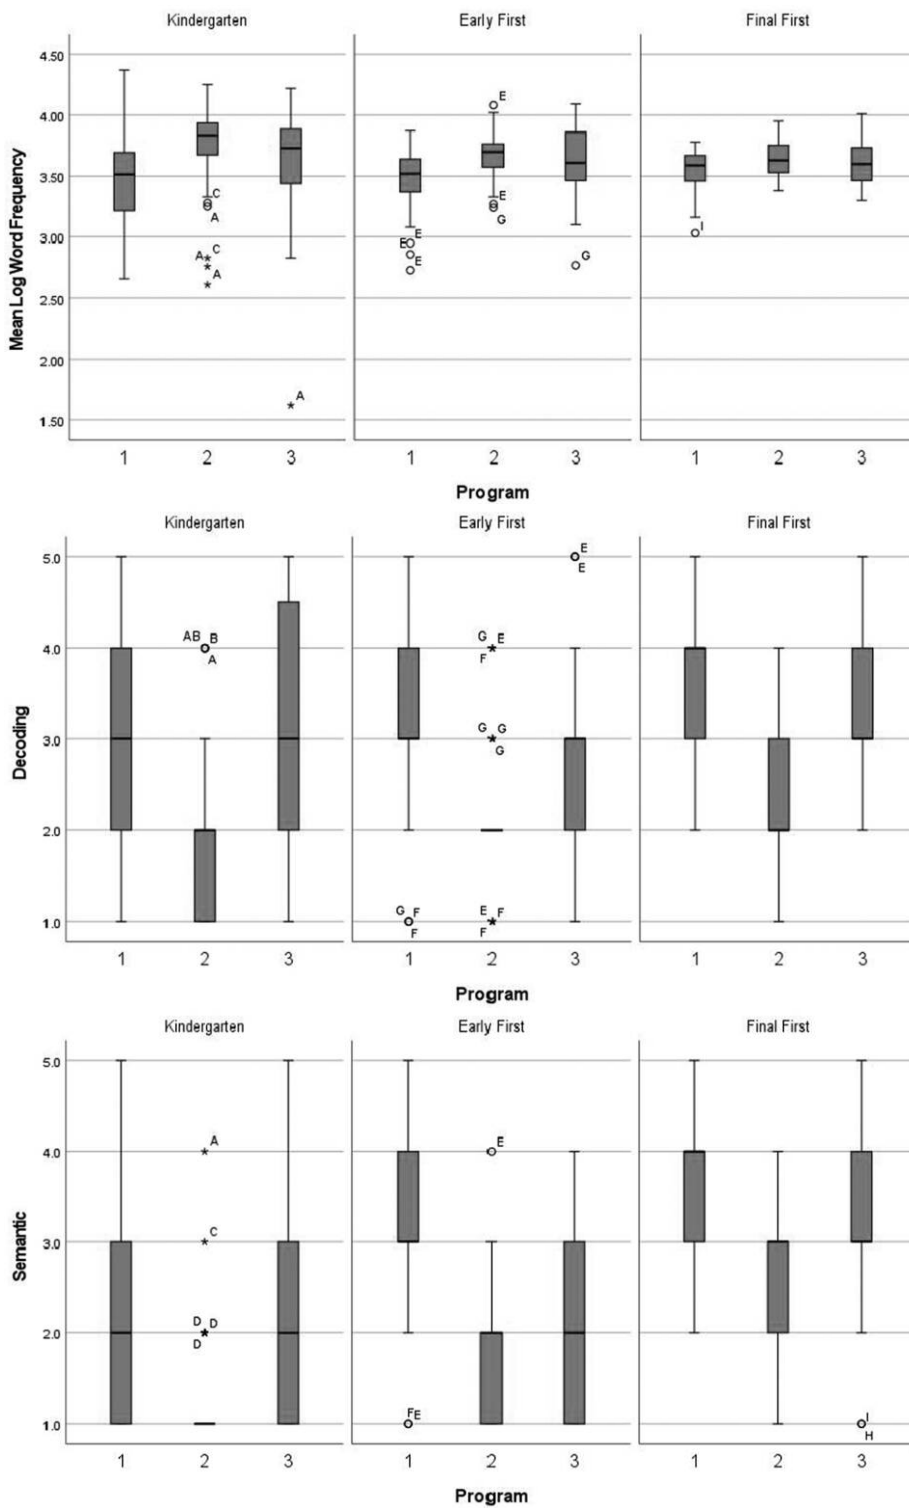 Kindergarten Early First Final First
4.50
4.00
3.50
3.00
2.50
2.00
1.50
Mean Log Word Frequency
C
A
C
A
A
A
E
E
E
E
E
G
G
I
1 2 3 1 2 3 1 2 3
Program
Kindergarten Early First Final First
5.0
4.0
3.0
2.0
1.0
Decoding
AB B
A
G F
F
G E
F
G G
G
E F
F
E
E
1 2 3 1 2 3 1 2 3
Program
Kindergarten Early First Final First
5.0
4.0
3.0
2.0
1.0
Semantic
A
C
D D
D
F E
E
I
H
1 2 3 1 2 3 1 2 3
Program